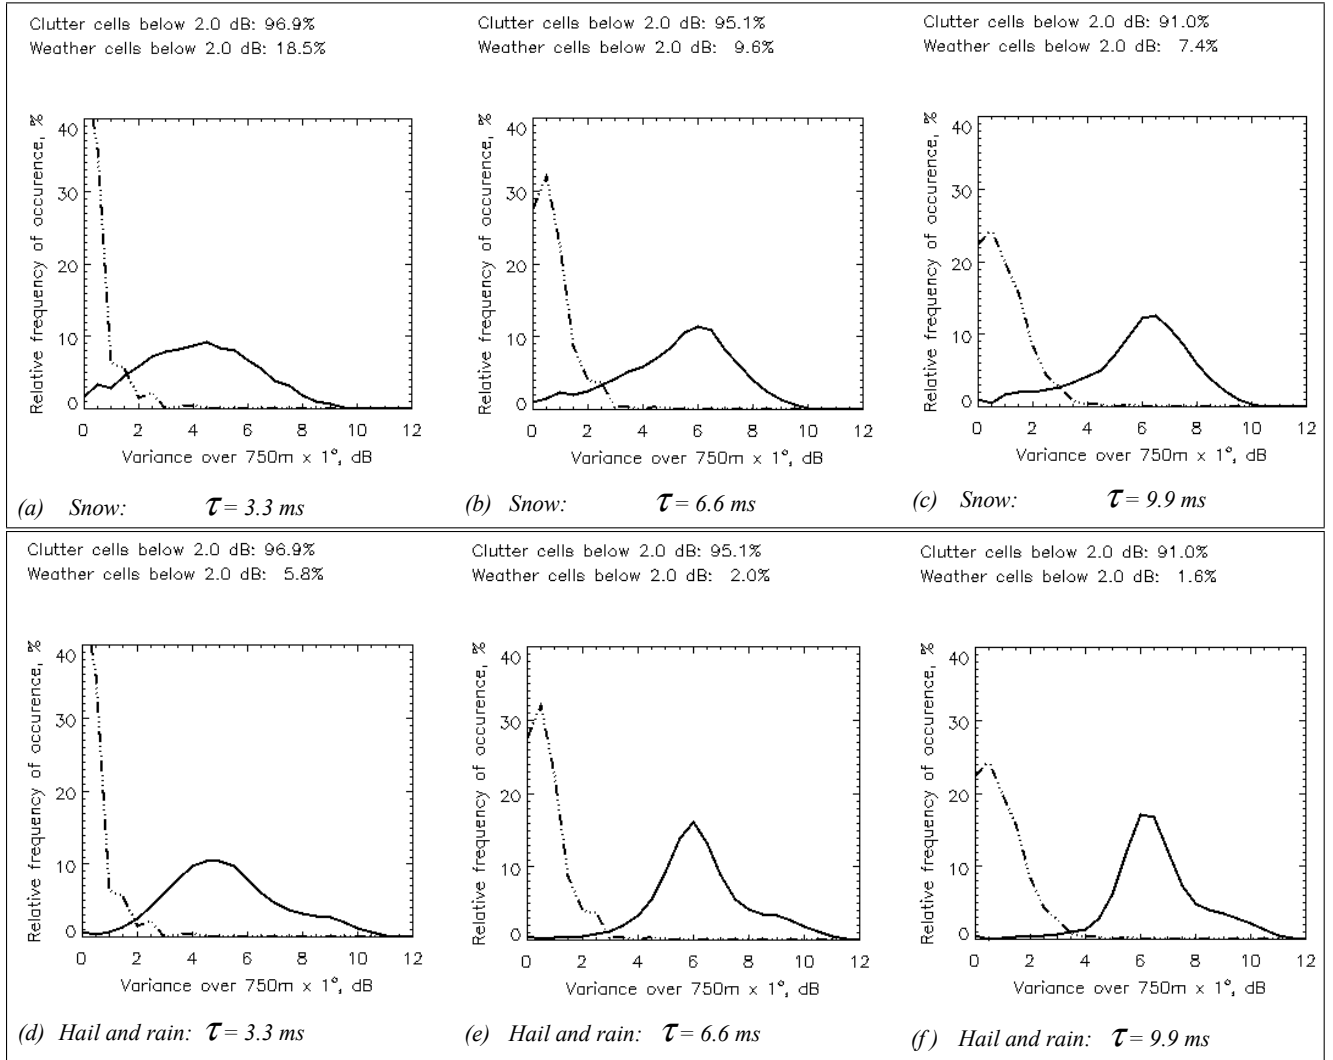 Clutter cells below 2.0 dB: 96.9%
Weather cells below 2.0 dB: 18.5%
Relative frequency of occurence, %
40
30
20
10
0
0 2 4 6 8 10 12
Variance over 750m x 1°, dB
(a) Snow: τ = 3.3 ms
Clutter cells below 2.0 dB: 95.1%
Weather cells below 2.0 dB: 9.6%
Relative frequency of occurence, %
40
30
20
10
0
0 2 4 6 8 10 12
Variance over 750m x 1°, dB
(b) Snow: τ = 6.6 ms
Clutter cells below 2.0 dB: 91.0%
Weather cells below 2.0 dB: 7.4%
Relative frequency of occurence, %
40
30
20
10
0
0 2 4 6 8 10 12
Variance over 750m x 1°, dB
(c) Snow: τ = 9.9 ms
Clutter cells below 2.0 dB: 96.9%
Weather cells below 2.0 dB: 5.8%
Relative frequency of occurence, %
40
30
20
10
0
0 2 4 6 8 10 12
Variance over 750m x 1°, dB
(d) Hail and rain: τ = 3.3 ms
Clutter cells below 2.0 dB: 95.1%
Weather cells below 2.0 dB: 2.0%
Relative frequency of occurence, %
40
30
20
10
0
0 2 4 6 8 10 12
Variance over 750m x 1°, dB
(e) Hail and rain: τ = 6.6 ms
Clutter cells below 2.0 dB: 91.0%
Weather cells below 2.0 dB: 1.6%
Relative frequency of occurence, %
40
30
20
10
0
0 2 4 6 8 10 12
Variance over 750m x 1°, dB
(f) Hail and rain: τ = 9.9 ms